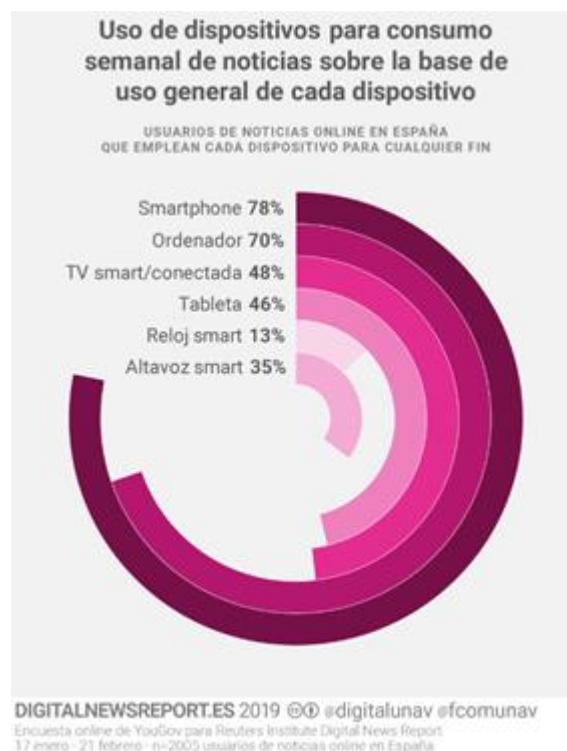 Uso de dispositivos para consumo
semanal de noticias sobre la base de
uso general de cada dispositivo
USUARIOS DE NOTICIAS ONLINE EN ESPAÑA
QUE EMPLEAN CADA DISPOSITIVO PARA CUALQUIER FIN
Smartphone 78%
Ordenador 70%
TV smart/conectada 48%
Tableta 46%
Reloj smart 13%
Altavoz smart 35%
DIGITALNEWSREPORT.ES 2019 @digitalunav @fcomunav
Encuesta online de YouGov para Reuters Institute Digital News Report
17 enero - 21 febrero - n=2005 usuarios de noticias online en España